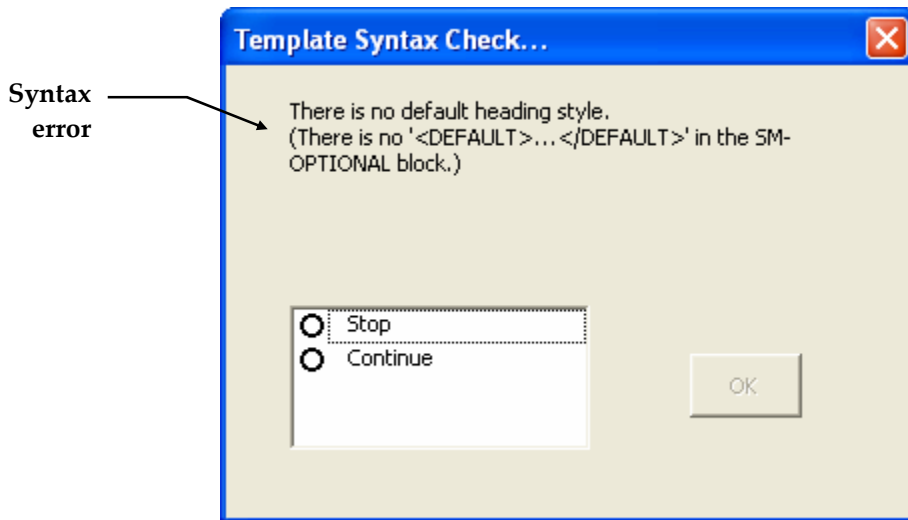 Template Syntax Check...
Syntax
error
There is no default heading style.
(There is no '<DEFAULT>...</DEFAULT>' in the SM-
OPTIONAL block.)
Stop
Continue
OK